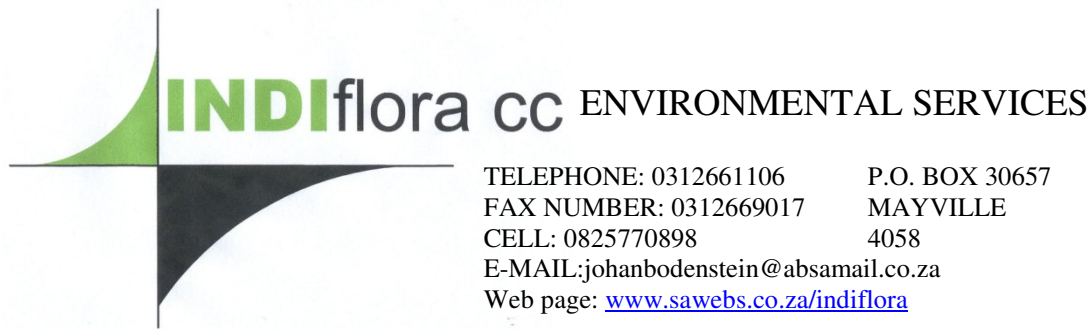 INDIflora cc ENVIRONMENTAL SERVICES
TELEPHONE: 0312661106 P.O. BOX 30657
FAX NUMBER: 0312669017 MAYVILLE
CELL: 0825770898 4058
E-MAIL:johanbodenstein@absamail.co.za
Web page: www.sawebs.co.za/indiflora